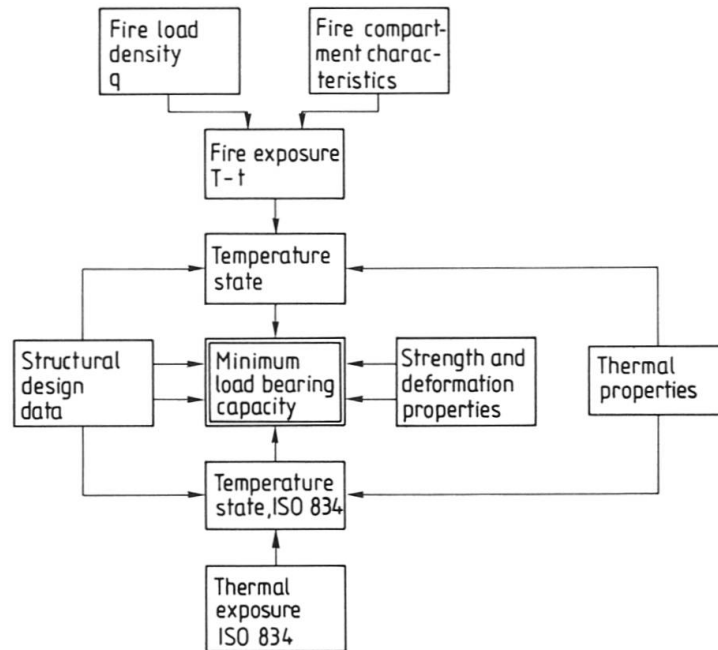 Fire load
density
q
Fire compart-
ment charac-
teristics
Fire exposure
T-t
Temperature
state
Structural
design
data
Minimum
load bearing
capacity
Strength and
deformation
properties
Thermal
properties
Temperature
state, ISO 834
Thermal
exposure
ISO 834